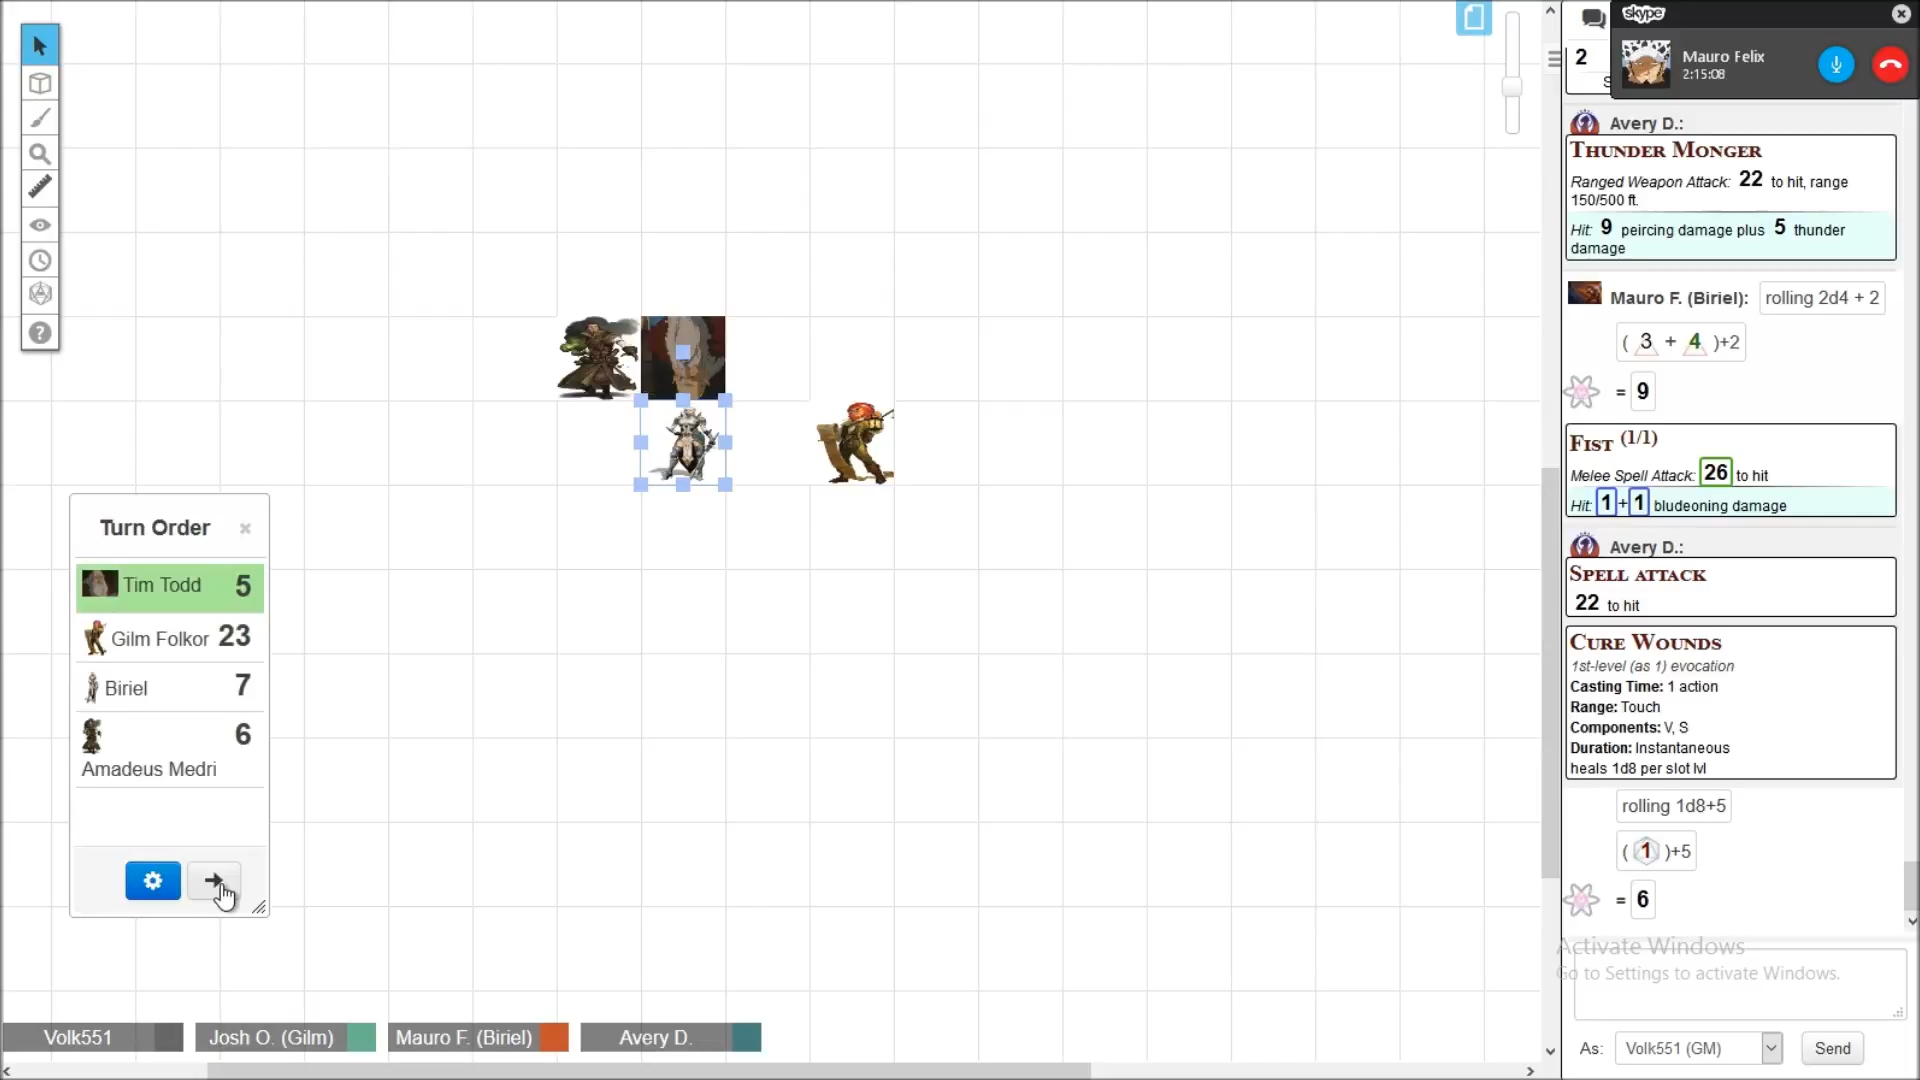 skype
Mauro Felix
2:15:08
2
Avery D.:
THUNDER MONGER
Ranged Weapon Attack: 22 to hit, range
150/500 ft.
Hit: 9 peircing damage plus 5 thunder
damage
Mauro F. (Biriel): rolling 2d4 + 2
( 3 + 4 )+2
= 9
FIST (1/1)
Melee Spell Attack: 26 to hit
Hit: 1 + 1 bludeoning damage
Avery D.:
SPELL ATTACK
22 to hit
CURE WOUNDS
1st-level (as 1) evocation
Casting Time: 1 action
Range: Touch
Components: V, S
Duration: Instantaneous
heals 1d8 per slot lvl
rolling 1d8+5
( 1 )+5
= 6
Activate Windows
Go to Settings to activate Windows.
As: Volk551 (GM) Send
Turn Order ×
Tim Todd 5
Gilm Folkor 23
Biriel 7
6
Amadeus Medri
Volk551 Josh O. (Gilm) Mauro F. (Biriel) Avery D.